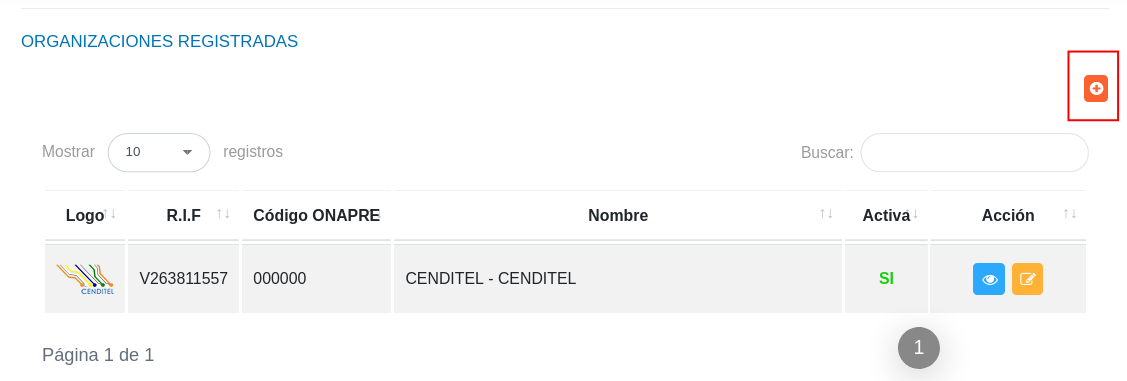 ORGANIZACIONES REGISTRADAS
Mostrar 10 registros Buscar:
Logo R.I.F Código ONAPRE Nombre Activa Acción
CENDITEL V263811557 000000 CENDITEL - CENDITEL SI
Página 1 de 1 1